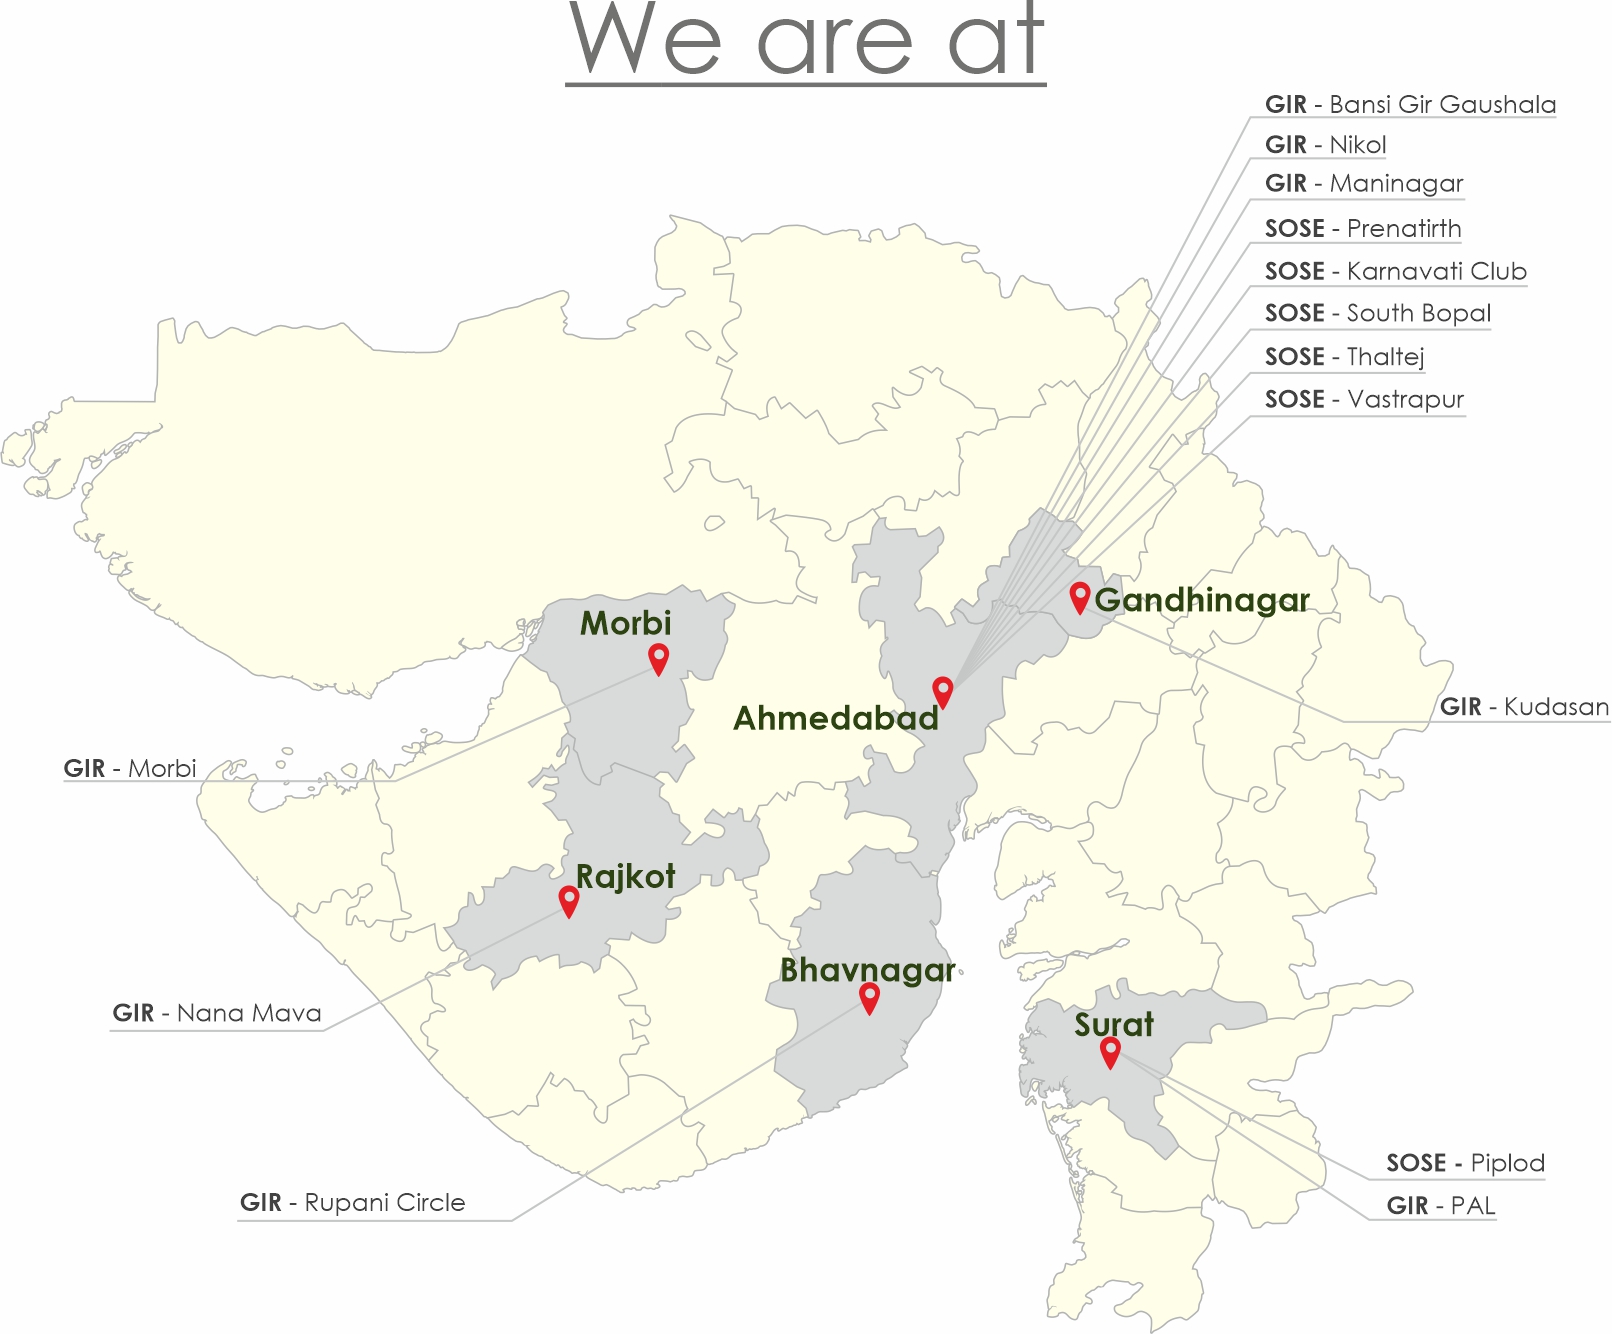 We are at
GIR - Bansi Gir Gaushala
GIR - Nikol
GIR - Maninagar
SOSE - Prenatirth
SOSE - Karnavati Club
SOSE - South Bopal
SOSE - Thaltej
SOSE - Vastrapur
Gandhinagar
Morbi
Ahmedabad
GIR - Kudasan
GIR - Morbi
Rajkot
Bhavnagar
GIR - Nana Mava
Surat
SOSE - Piplod
GIR - Rupani Circle
GIR - PAL